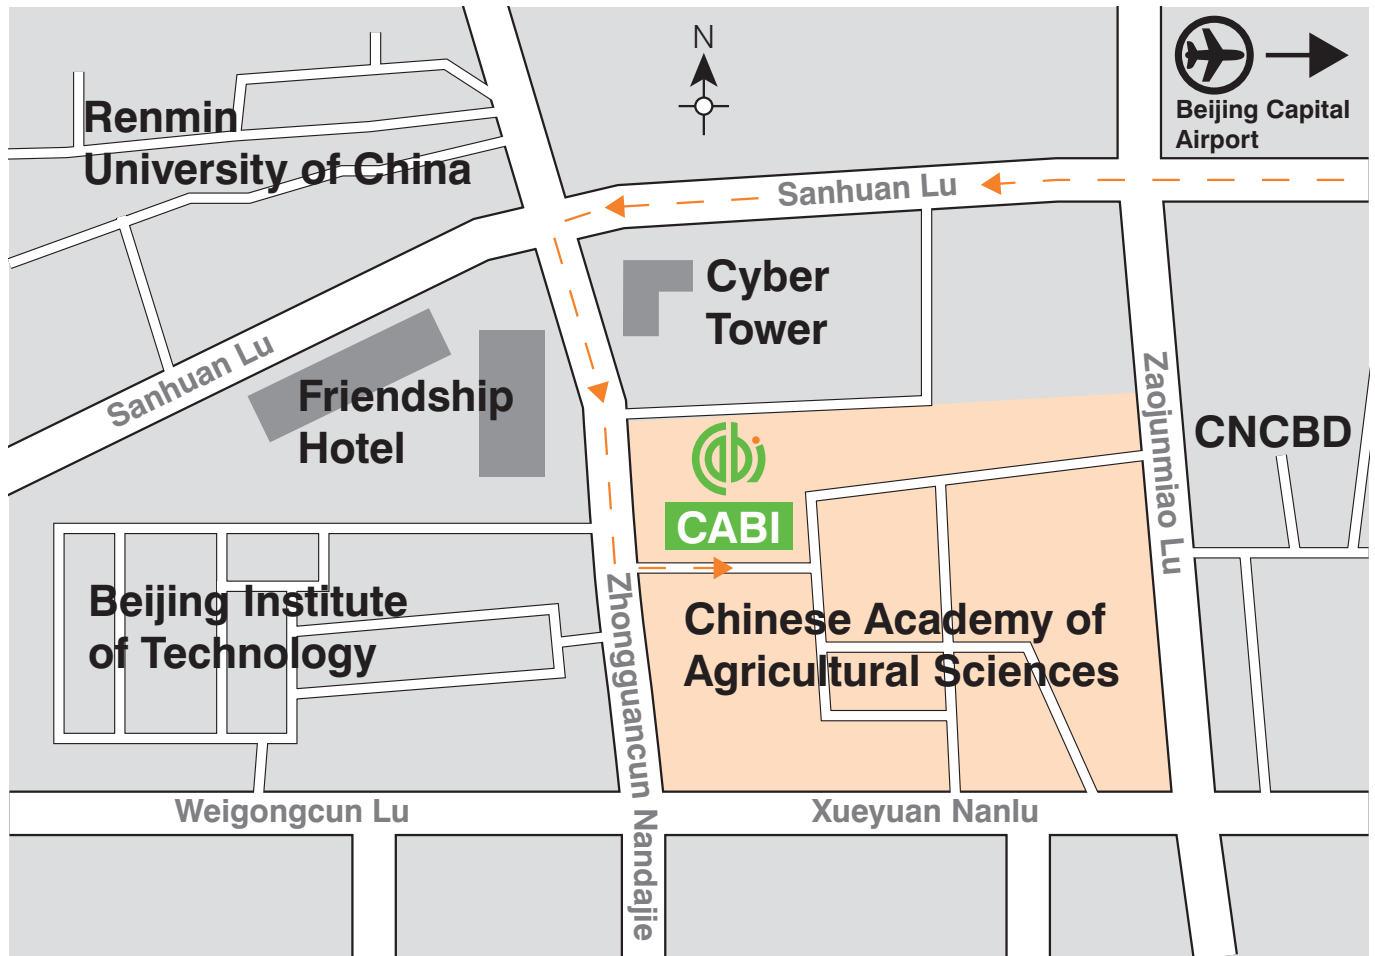 N
Beijing Capital
Airport
Renmin
University of China
Sanhuan Lu
Cyber
Tower
Sanhuan Lu
Friendship
Hotel
Zaojunmiao Lu
CNCBD
CABI
Beijing Institute
of Technology
Zhongguancun Nandajie
Chinese Academy of
Agricultural Sciences
Weigongcun Lu
Xueyuan Nanlu